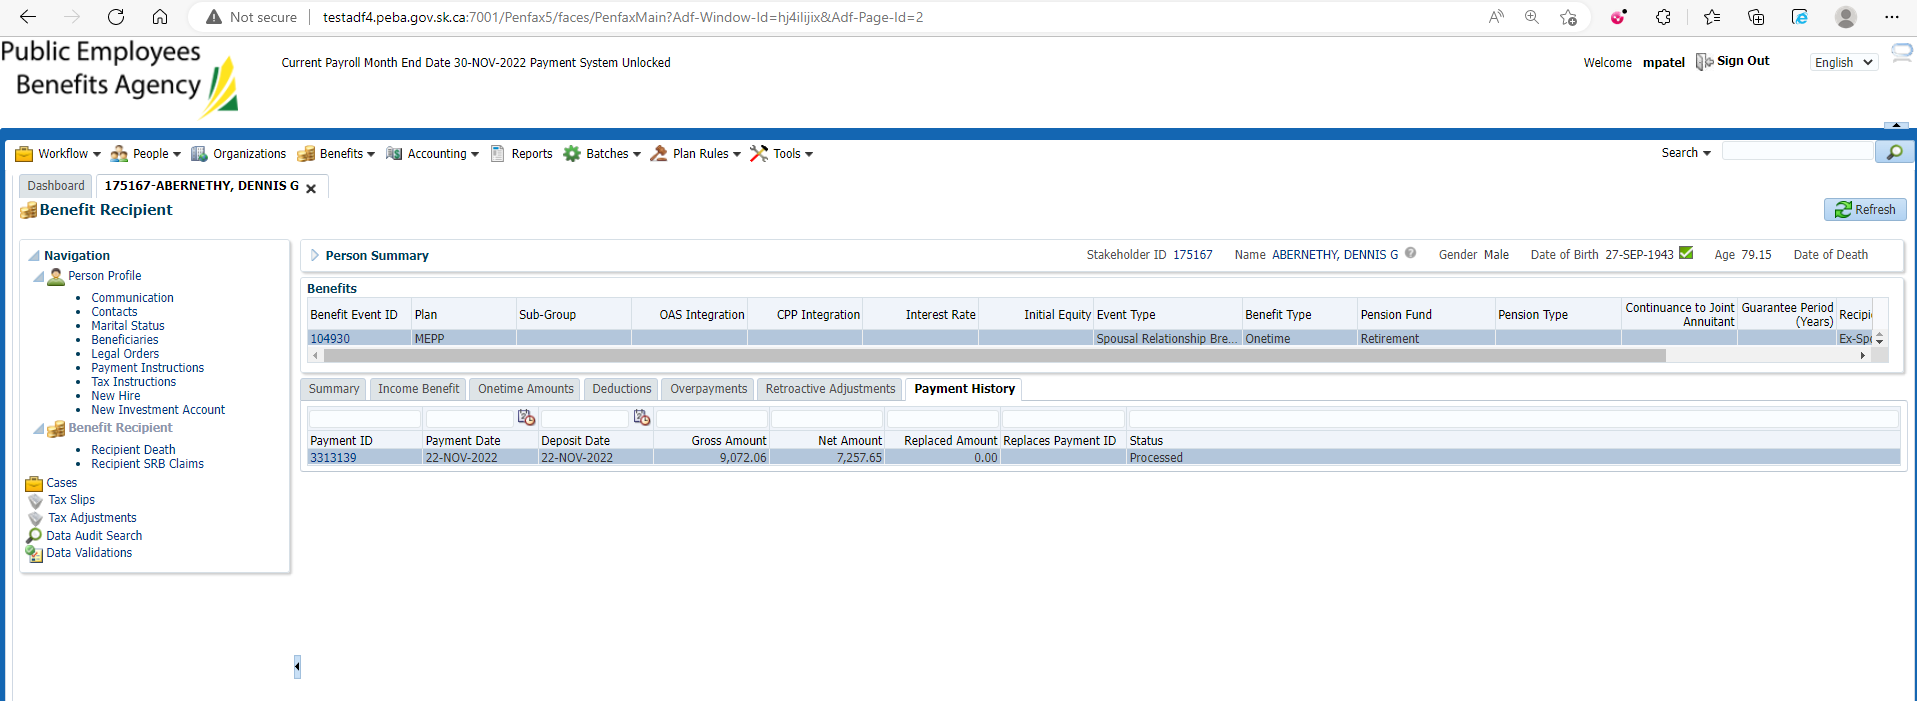 Not secure testadf4.peba.gov.sk.ca:7001/Penfax5/faces/PenfaxMain?Adf-Window-Id=hj4ilijix&Adf-Page-Id=2
Public Employees
Benefits Agency
Current Payroll Month End Date 30-NOV-2022 Payment System Unlocked
Welcome mpatel Sign Out English
Workflow People Organizations Benefits Accounting Reports Batches Plan Rules Tools Search
Dashboard 175167-ABERNETHY, DENNIS G
Benefit Recipient Refresh
Navigation
Person Profile
Communication
Contacts
Marital Status
Beneficiaries
Legal Orders
Payment Instructions
Tax Instructions
New Hire
New Investment Account
Benefit Recipient
Recipient Death
Recipient SRB Claims
Cases
Tax Slips
Tax Adjustments
Data Audit Search
Data Validations
Person Summary Stakeholder ID 175167 Name ABERNETHY, DENNIS G Gender Male Date of Birth 27-SEP-1943 Age 79.15 Date of Death
Benefits
Benefit Event ID Plan Sub-Group OAS Integration CPP Integration Interest Rate Initial Equity Event Type Benefit Type Pension Fund Pension Type Continuance to Joint Annuitant Guarantee Period (Years) Recipi
104930 MEPP Spousal Relationship Bre... Onetime Retirement Ex-Spo
Summary Income Benefit Onetime Amounts Deductions Overpayments Retroactive Adjustments Payment History
Payment ID Payment Date Deposit Date Gross Amount Net Amount Replaced Amount Replaces Payment ID Status
3313139 22-NOV-2022 22-NOV-2022 9,072.06 7,257.65 0.00 Processed